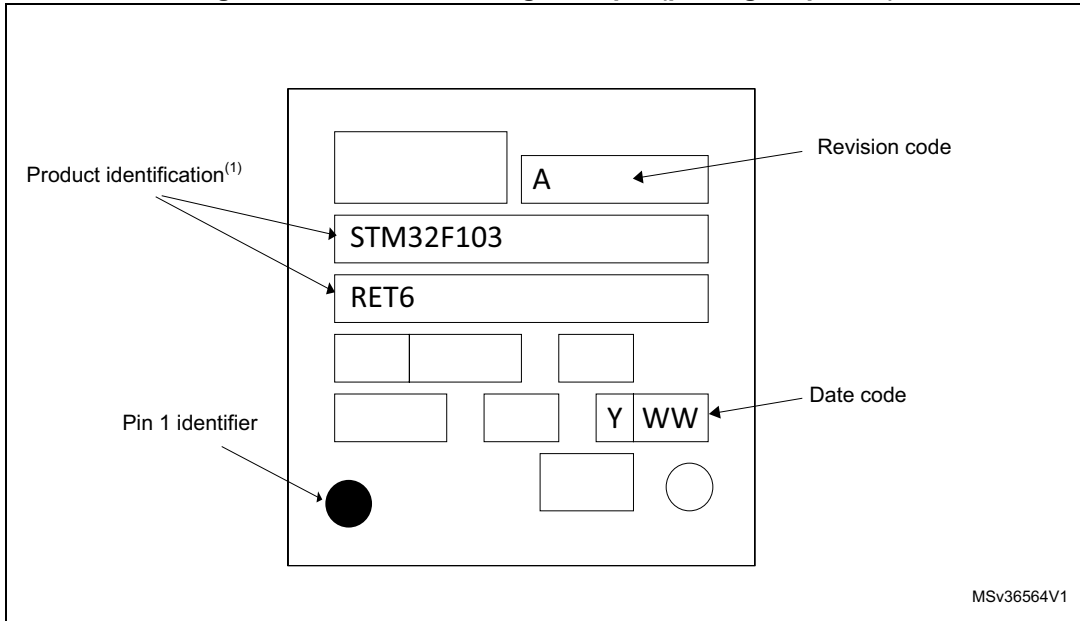 Revision code
A
Product identification(1)
STM32F103
RET6
Date code
Y WW
Pin 1 identifier
MSv36564V1